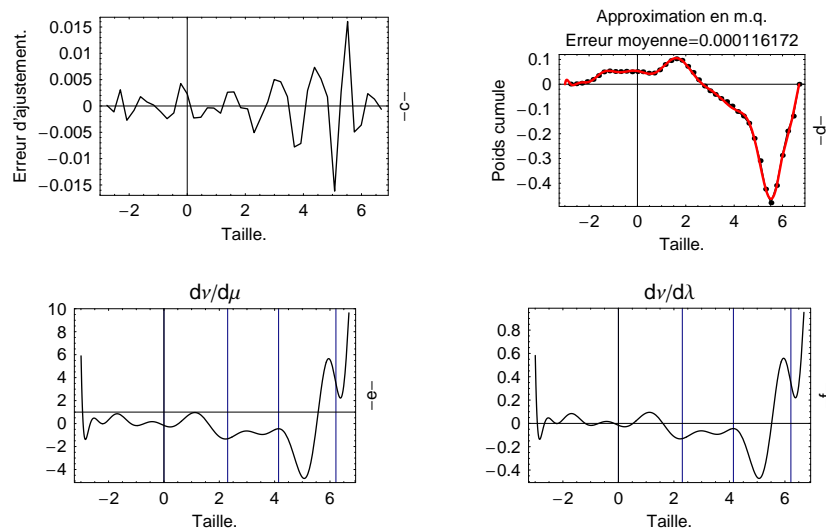 0.015
0.01
0.005
0
−0.005
−0.01
−0.015
Erreur d'ajustement.
−2 0 2 4 6
Taille.
−c−
Approximation en m.q.
Erreur moyenne=0.000116172
0.1
0
−0.1
−0.2
−0.3
−0.4
Poids cumule
−2 0 2 4 6
Taille.
−d−
dν/dμ
10
8
6
4
2
0
−2
−4
−2 0 2 4 6
Taille.
−e−
dν/dλ
0.8
0.6
0.4
0.2
0
−0.2
−0.4
−2 0 2 4 6
Taille.